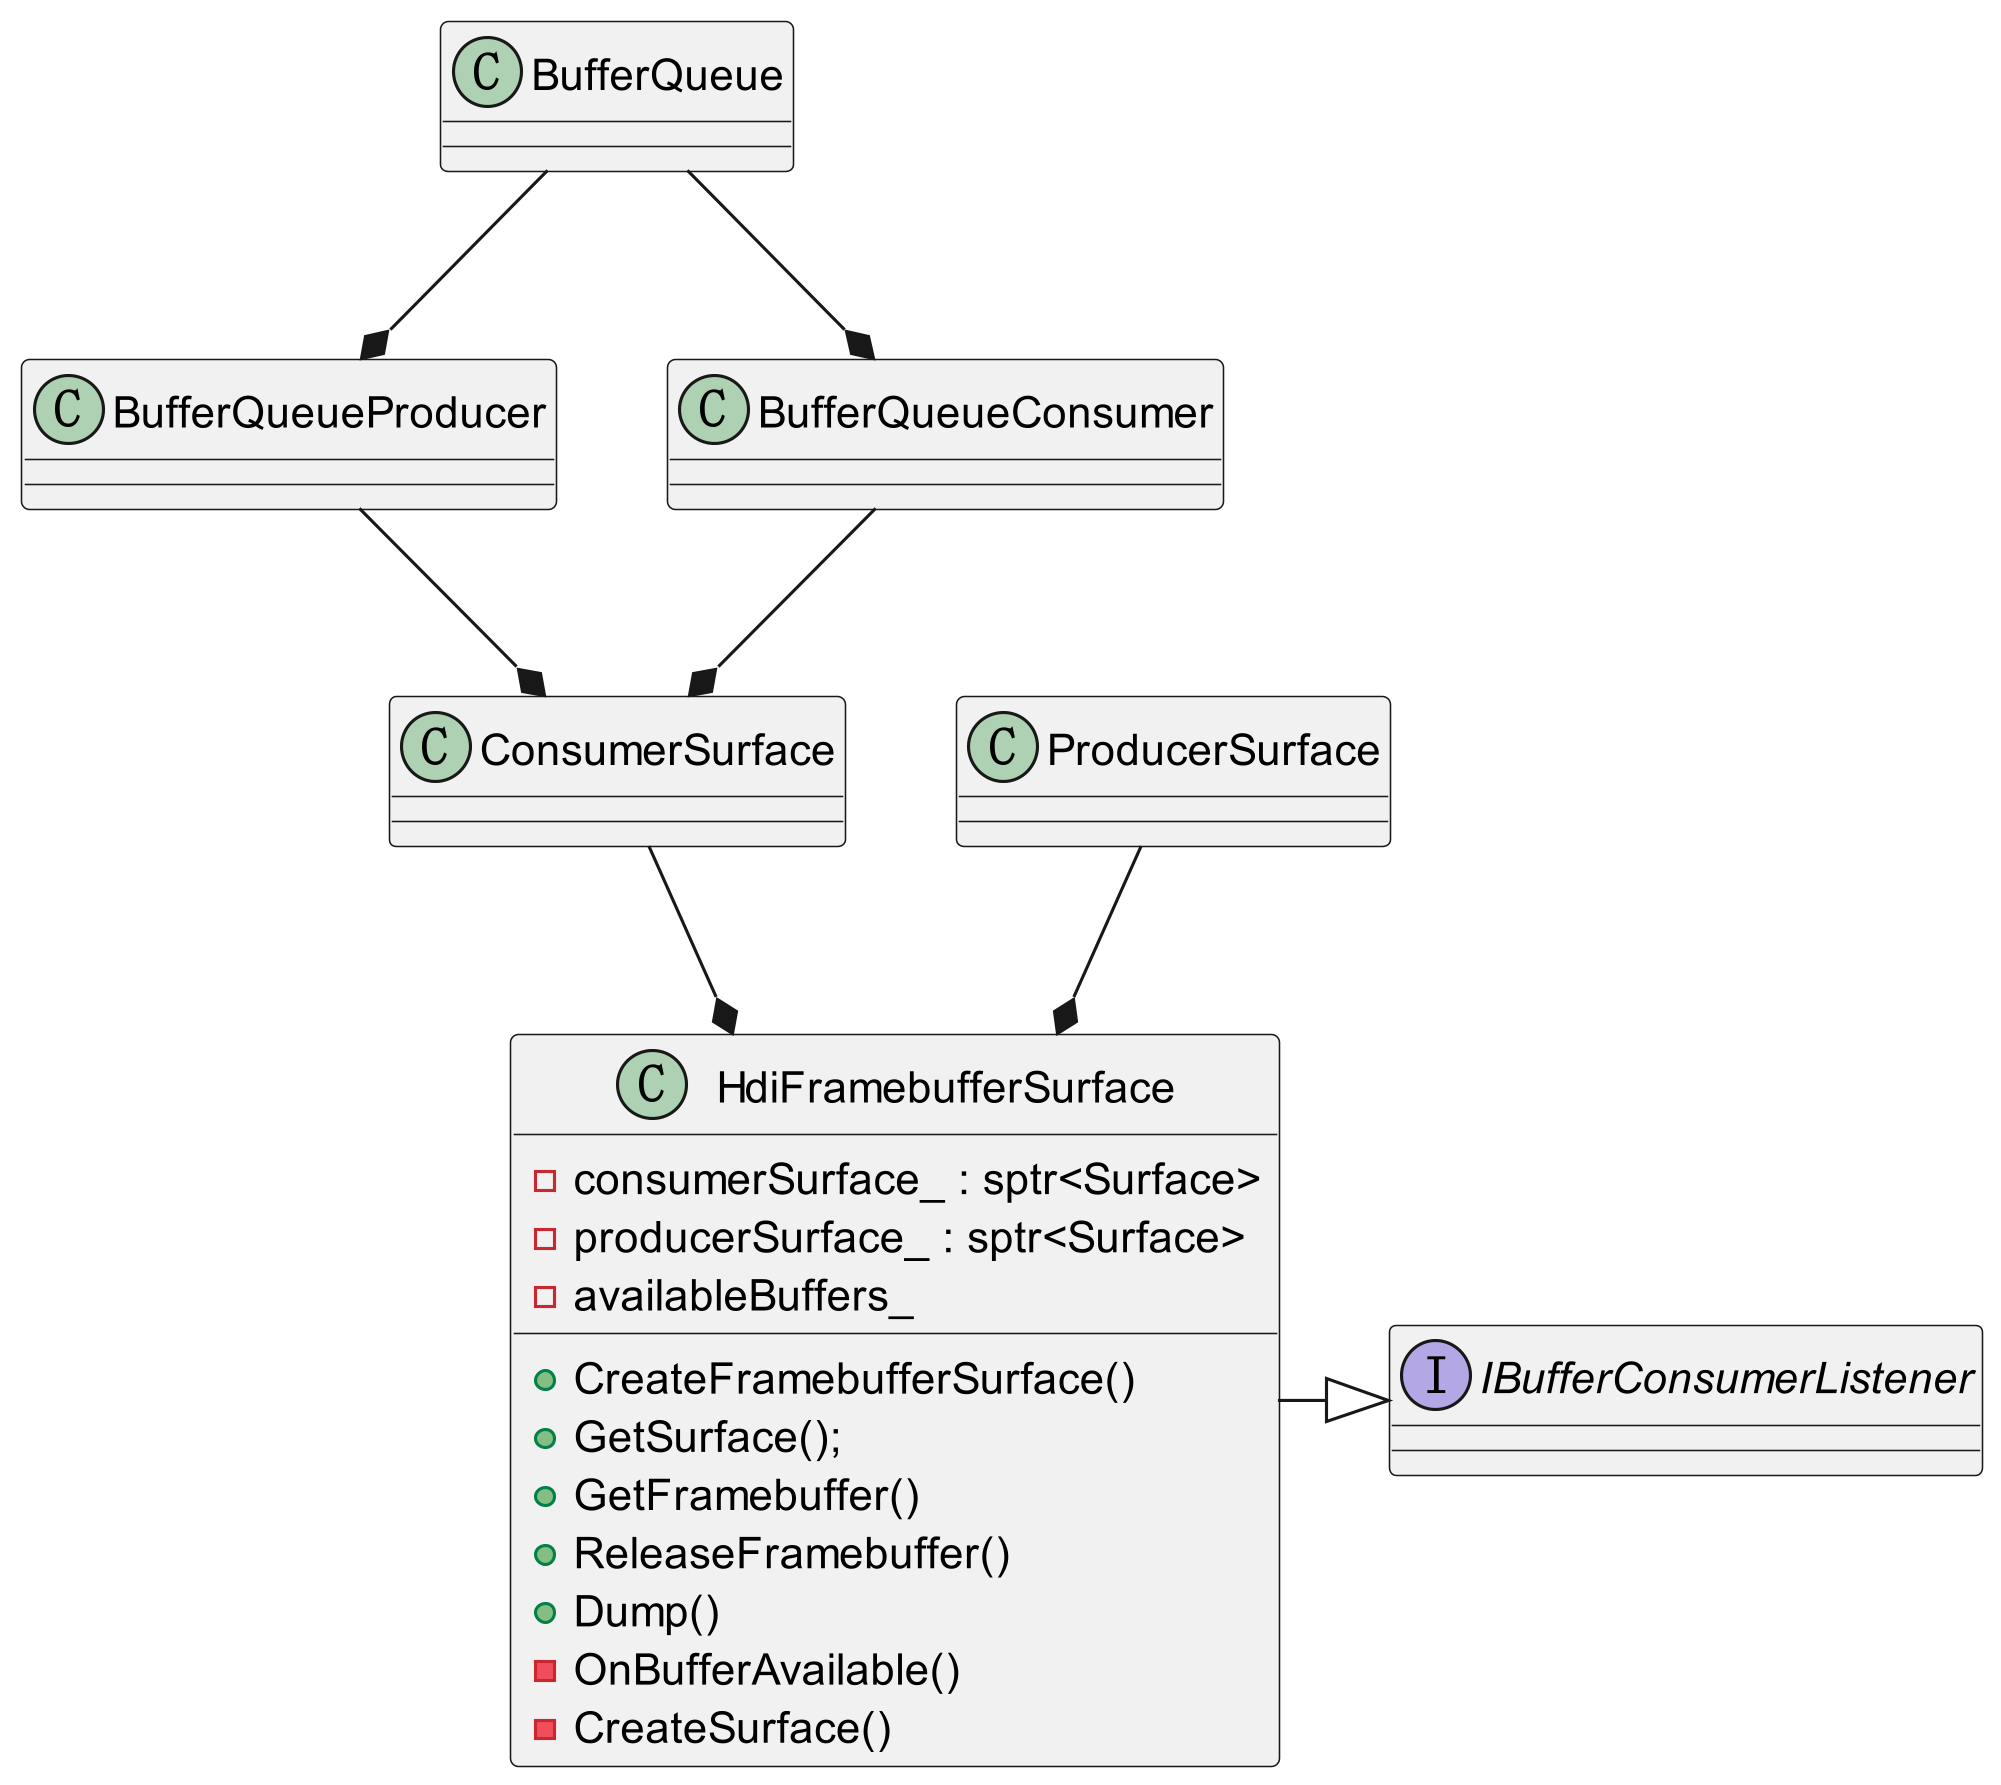 C BufferQueue
C BufferQueueProducer
C BufferQueueConsumer
C ConsumerSurface
C ProducerSurface
C HdiFramebufferSurface
consumerSurface_ : sptr<Surface>
producerSurface_ : sptr<Surface>
availableBuffers_
CreateFramebufferSurface()
GetSurface();
GetFramebuffer()
ReleaseFramebuffer()
Dump()
OnBufferAvailable()
CreateSurface()
I IBufferConsumerListener